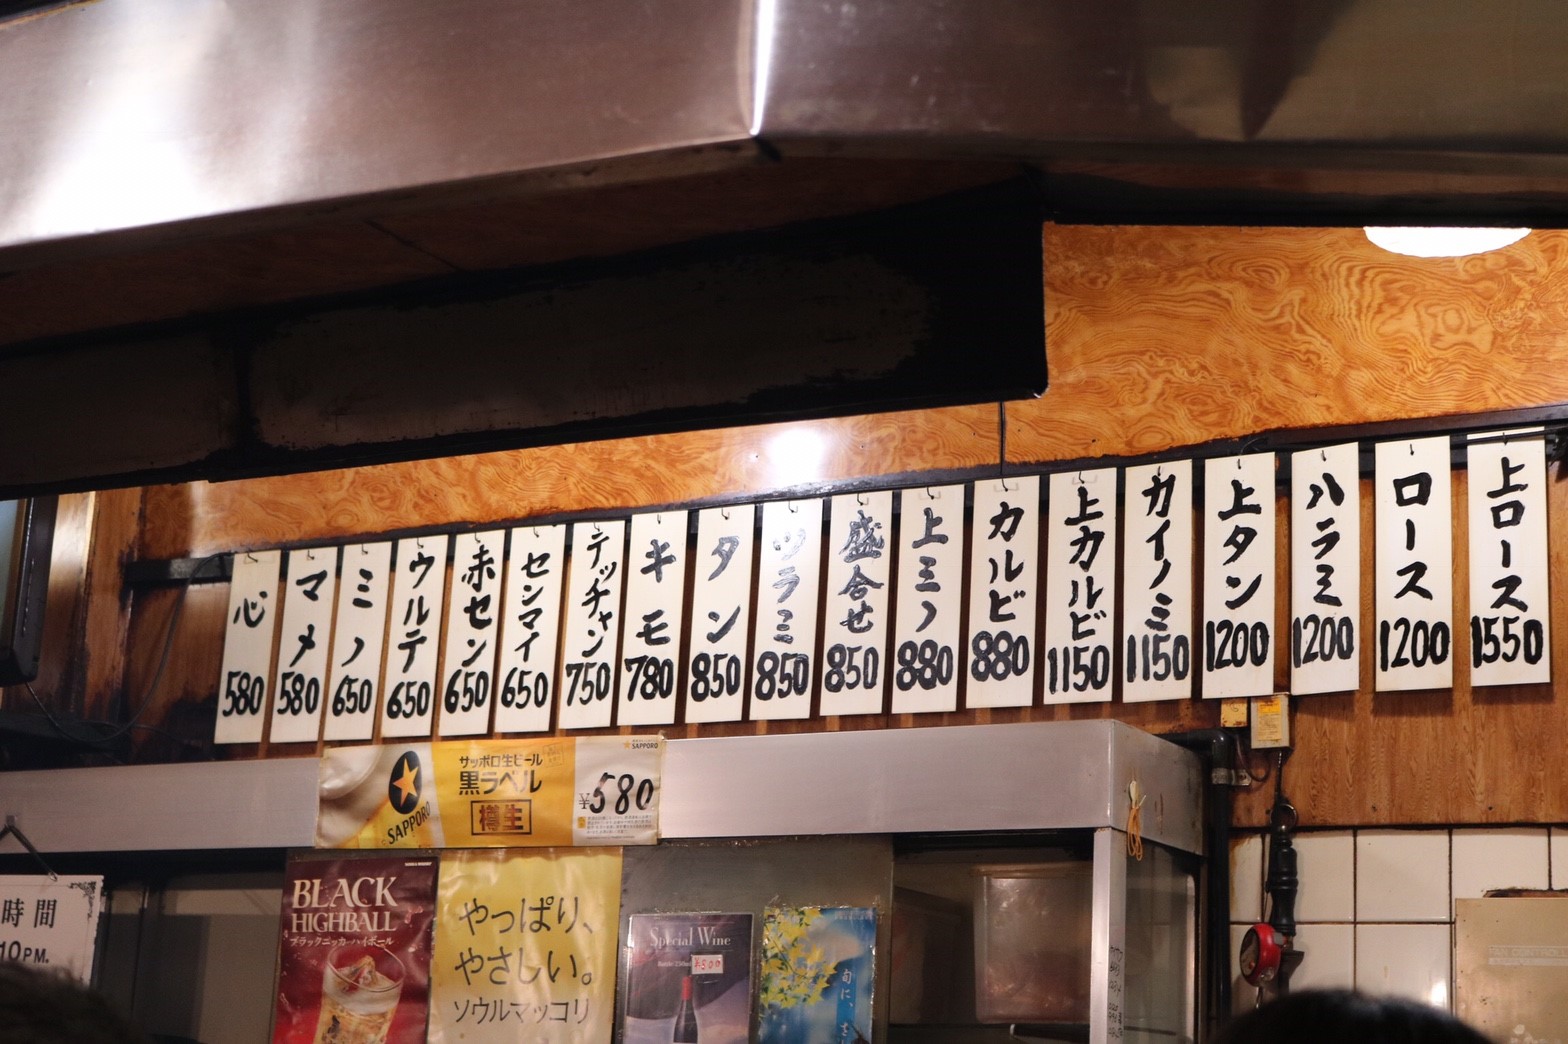 心 580
マメ 580
ミノ 650
ウルテ 650
赤セン 650
センマイ 650
テッチャン 750
キモ 780
タン 850
ツラミ 850
盛合せ 850
上ミノ 880
カルビ 880
上カルビ 1150
ガイノミ 1150
上タン 1200
ハラミ 1200
ロース 1200
上ロース 1550
SAPPORO
サッポロ生ビール
黒ラベル
樽生
¥580
SAPPORO
時間
10P.M.
BLACK
HIGHBALL
ブラックニッカ・ハイボール
やっぱり、
やさしい。
ソウルマッコリ
Special Wine
¥500